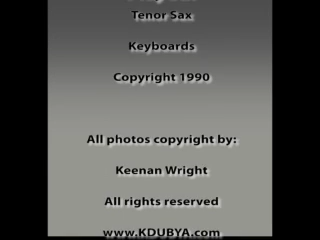 Tenor Sax
Keyboards
Copyright 1990
All photos copyright by:
Keenan Wright
All rights reserved
www.KDUBYA.com